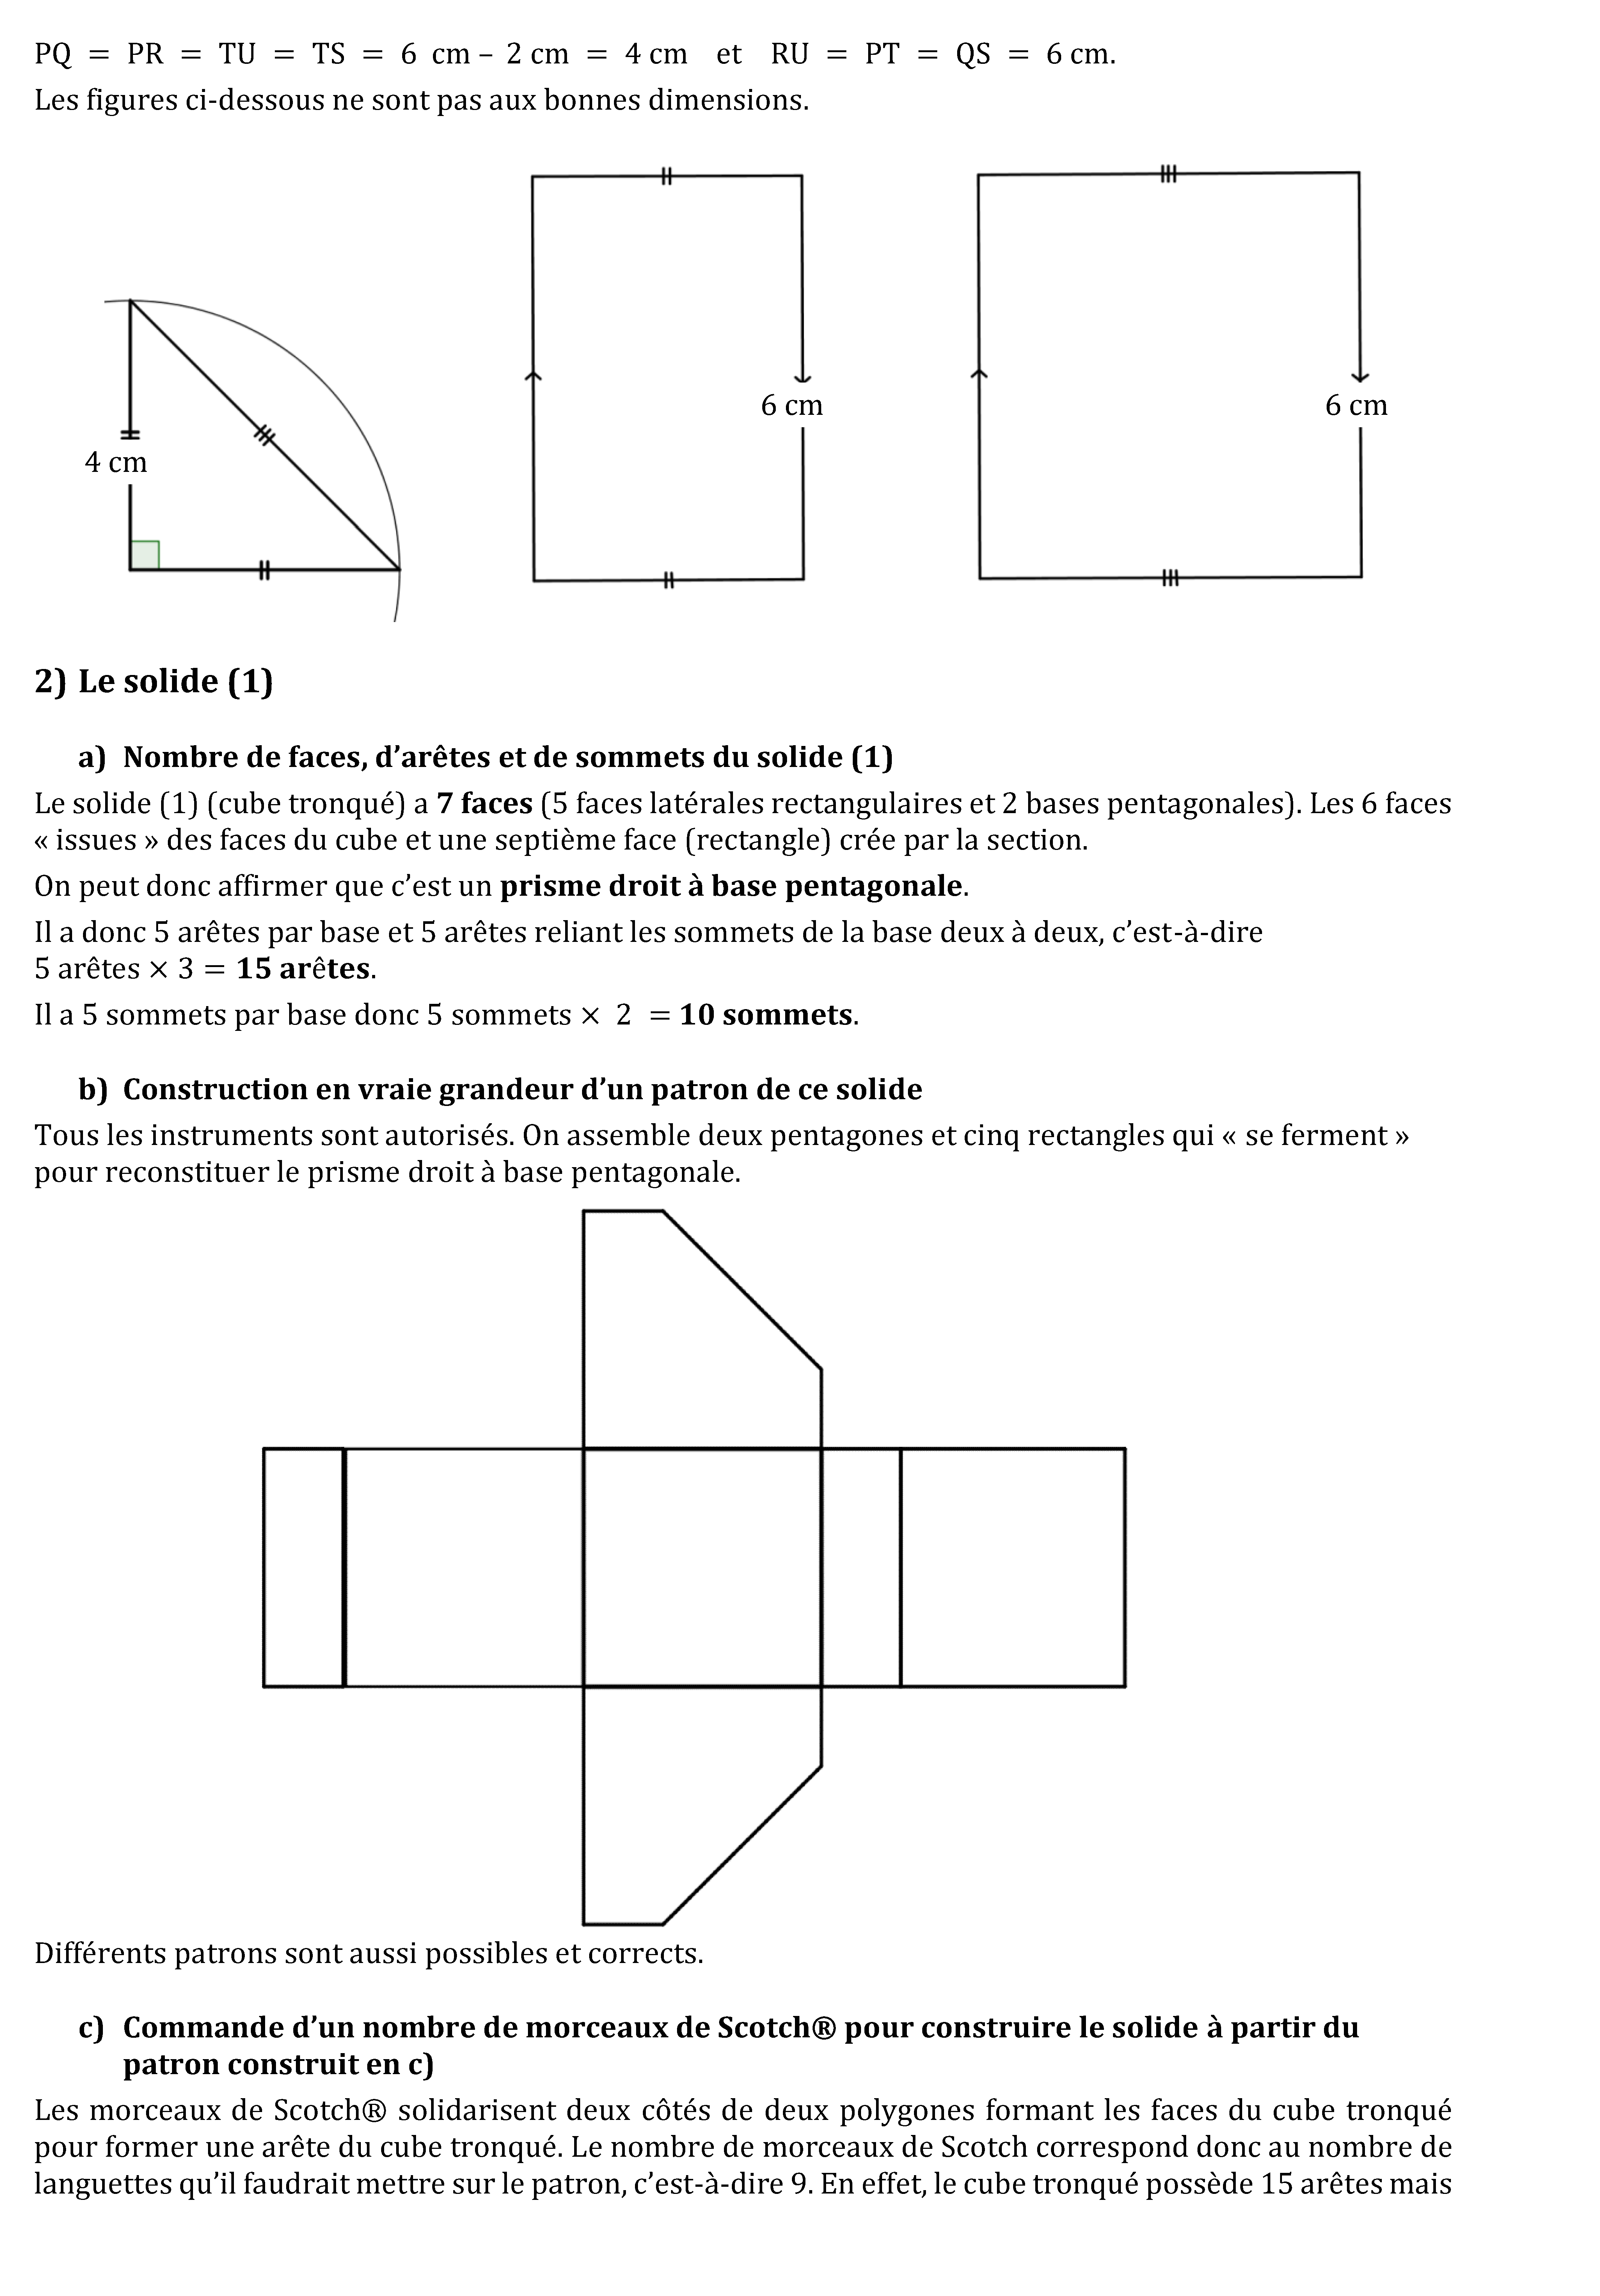 PQ = PR = TU = TS = 6 cm – 2 cm = 4 cm et RU = PT = QS = 6 cm.
Les figures ci-dessous ne sont pas aux bonnes dimensions.
6 cm
6 cm
4 cm
2) Le solide (1)
a) Nombre de faces, d’arêtes et de sommets du solide (1)
Le solide (1) (cube tronqué) a 7 faces (5 faces latérales rectangulaires et 2 bases pentagonales). Les 6 faces
« issues » des faces du cube et une septième face (rectangle) crée par la section.
On peut donc affirmer que c’est un prisme droit à base pentagonale.
Il a donc 5 arêtes par base et 5 arêtes reliant les sommets de la base deux à deux, c’est-à-dire
5 arêtes × 3 = 15 arêtes.
Il a 5 sommets par base donc 5 sommets × 2 = 10 sommets.
b) Construction en vraie grandeur d’un patron de ce solide
Tous les instruments sont autorisés. On assemble deux pentagones et cinq rectangles qui « se ferment »
pour reconstituer le prisme droit à base pentagonale.
Différents patrons sont aussi possibles et corrects.
c) Commande d’un nombre de morceaux de Scotch® pour construire le solide à partir du
patron construit en c)
Les morceaux de Scotch® solidarisent deux côtés de deux polygones formant les faces du cube tronqué
pour former une arête du cube tronqué. Le nombre de morceaux de Scotch correspond donc au nombre de
languettes qu’il faudrait mettre sur le patron, c’est-à-dire 9. En effet, le cube tronqué possède 15 arêtes mais